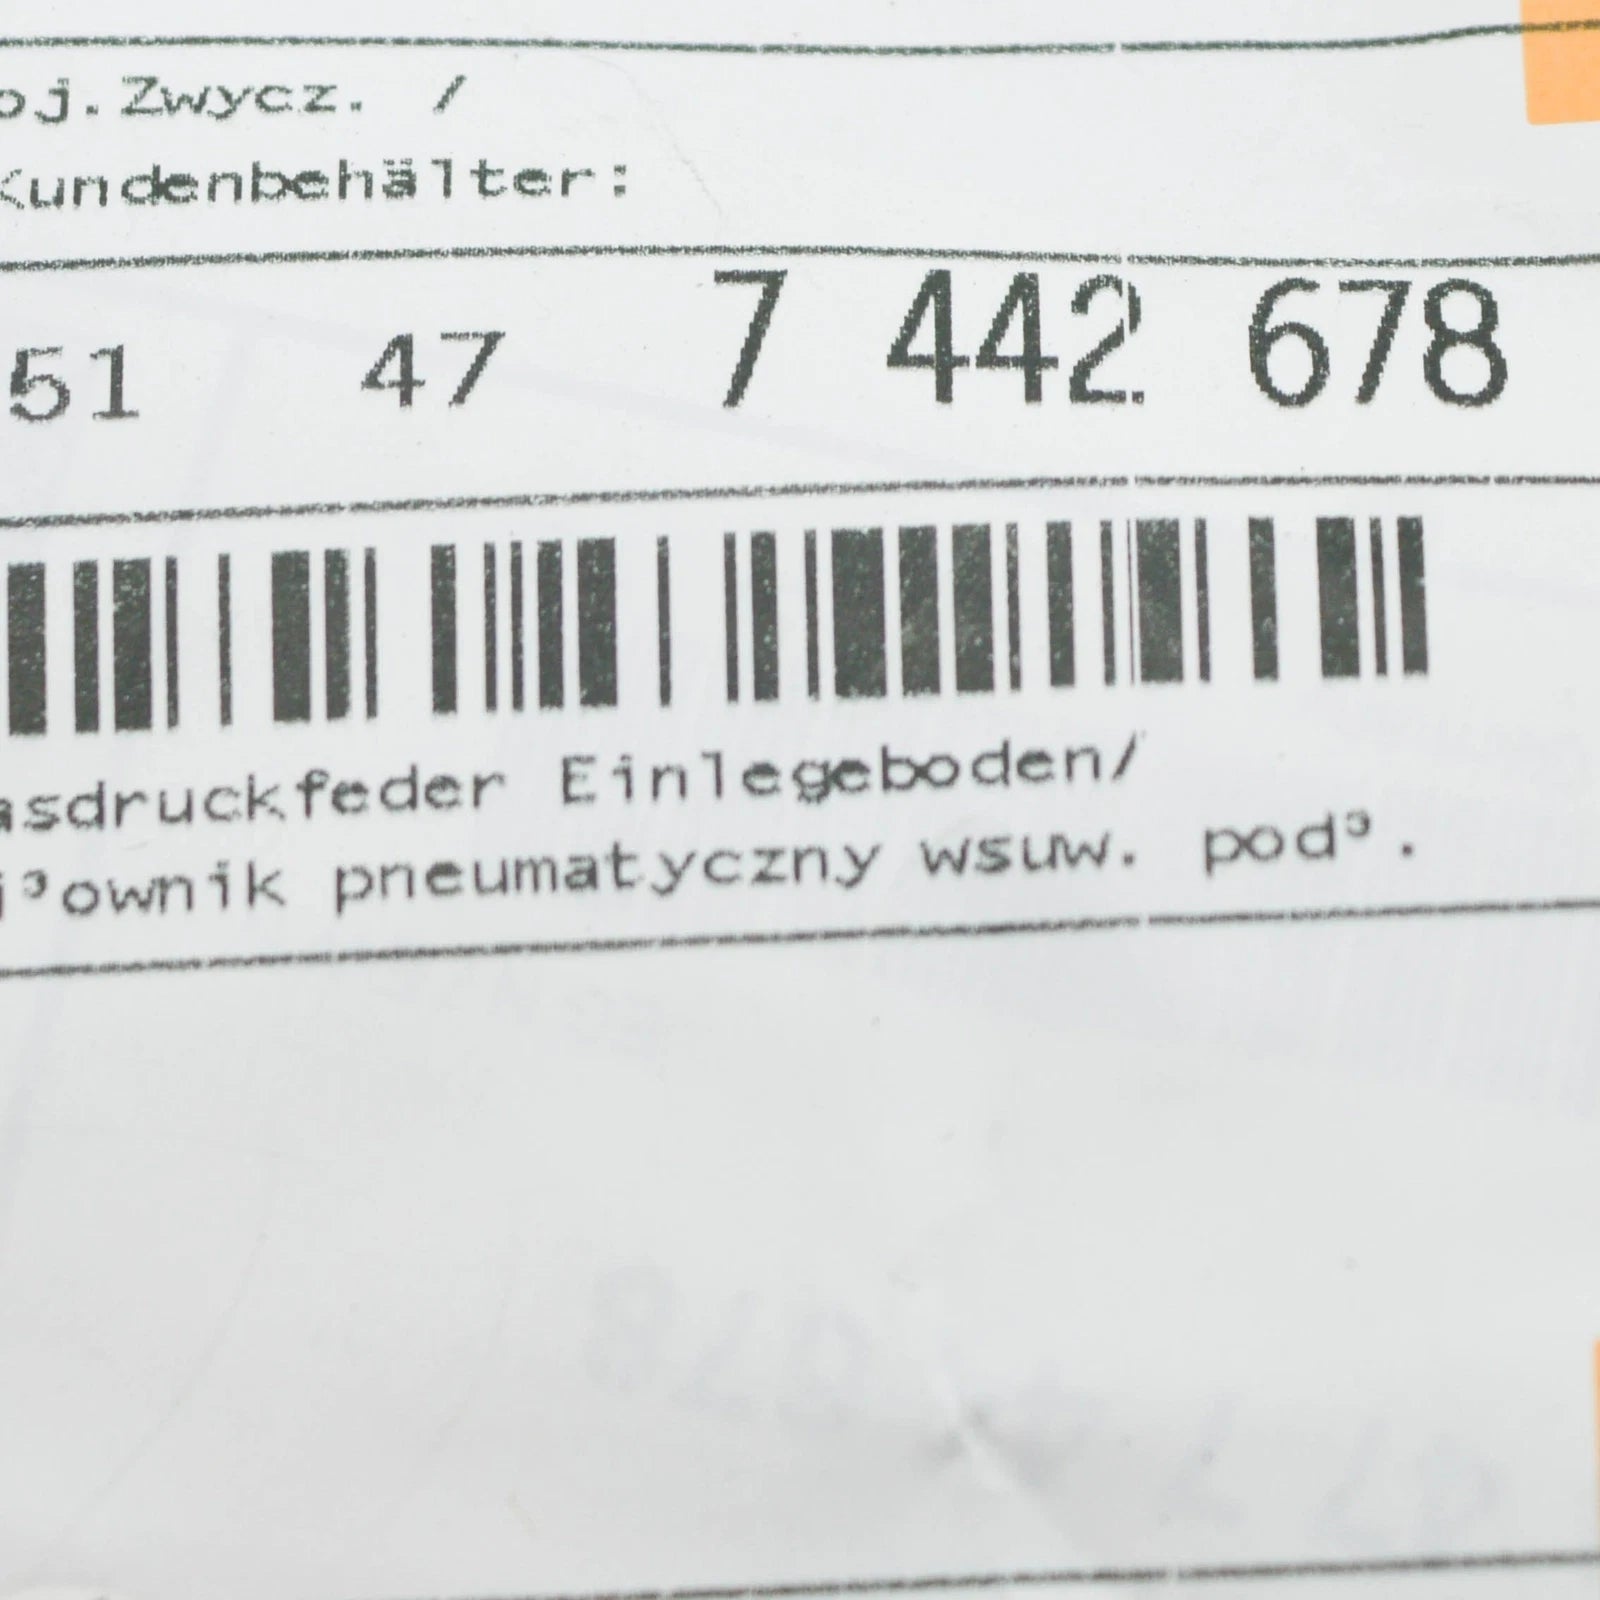 oj.Zwycz. /
Kundenbehälter:
51 47 7 442 678
asdruckfeder Einlegeboden/
j³ownik pneumatyczny wsuw. pod³.